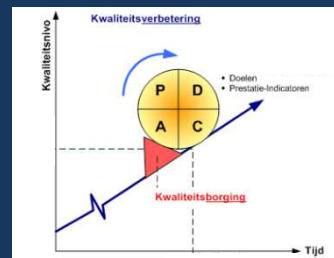 Kwaliteitsverbetering
Kwaliteitsnivo
P D
A C
• Doelen
• Prestatie-Indicatoren
Kwaliteitsborging
Tijd